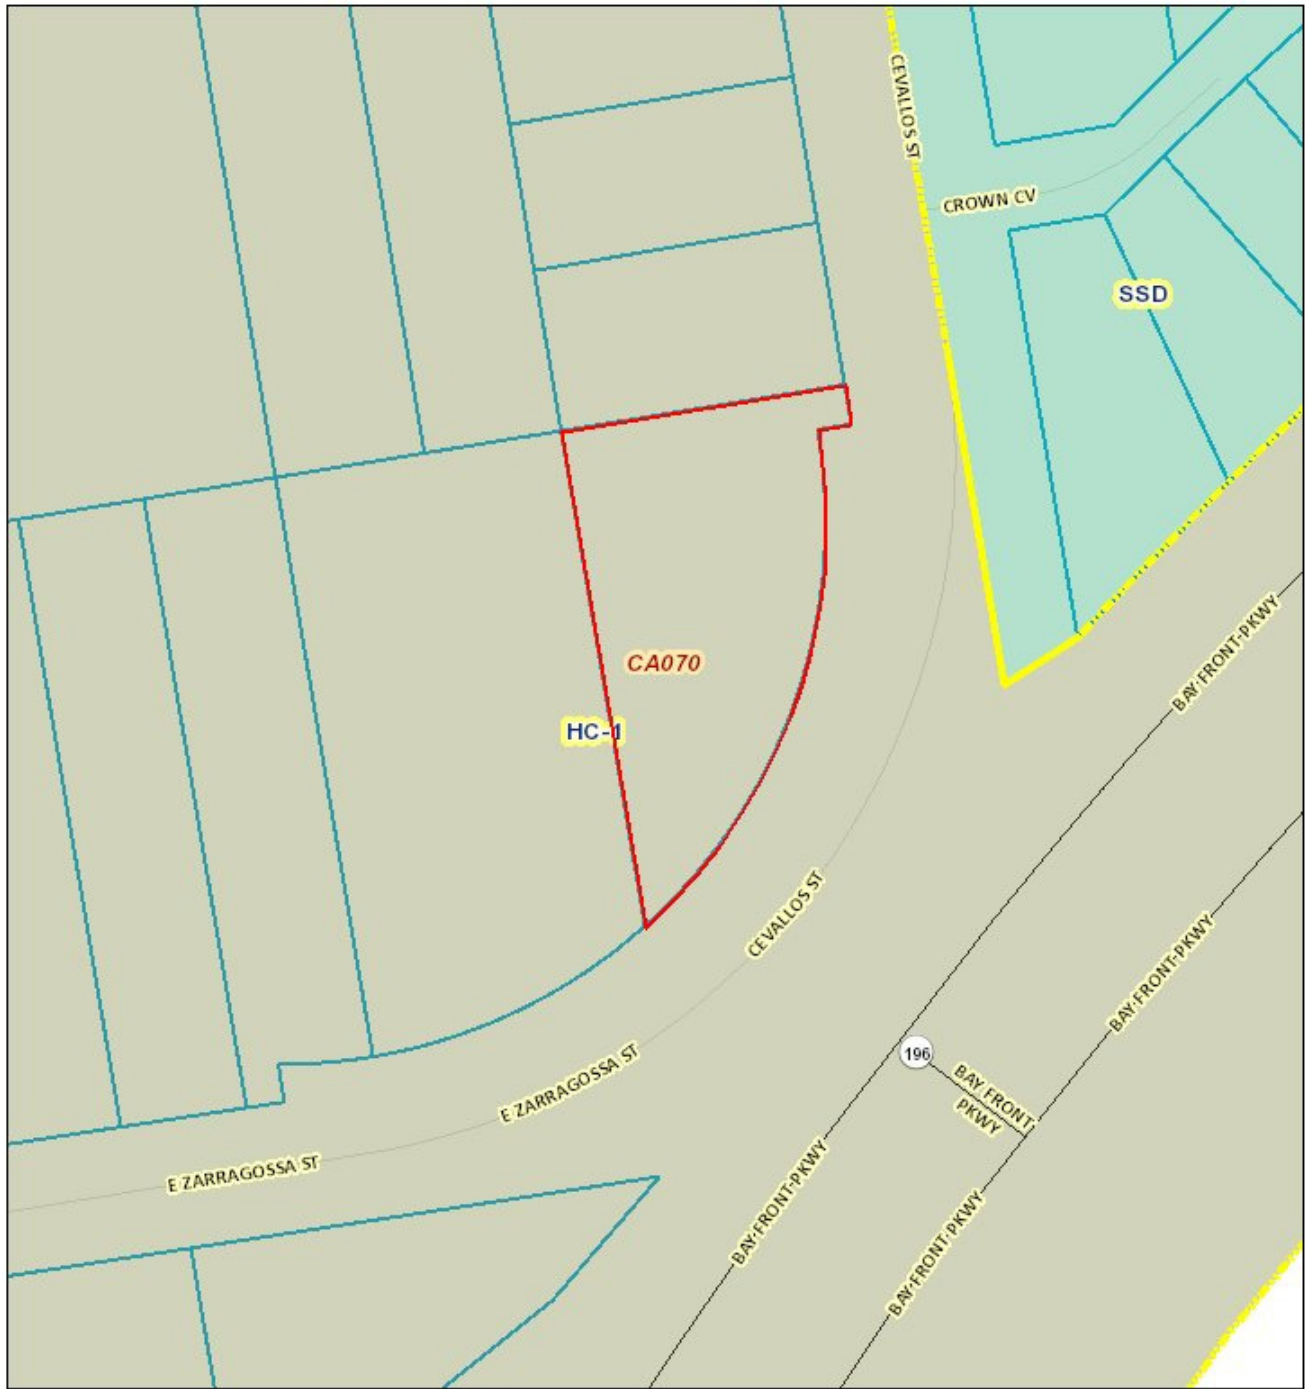 CEVALLOS ST
CROWN CV
SSD
BAY-FRONT-PKWY
CA070
HC-1
CEVALLOS ST
BAY-FRONT-PKWY
196
E ZARRAGOSSA ST
BAY FRONT
PKWY
E ZARRAGOSSA ST
BAY-FRONT-PKWY
BAY-FRONT-PKWY